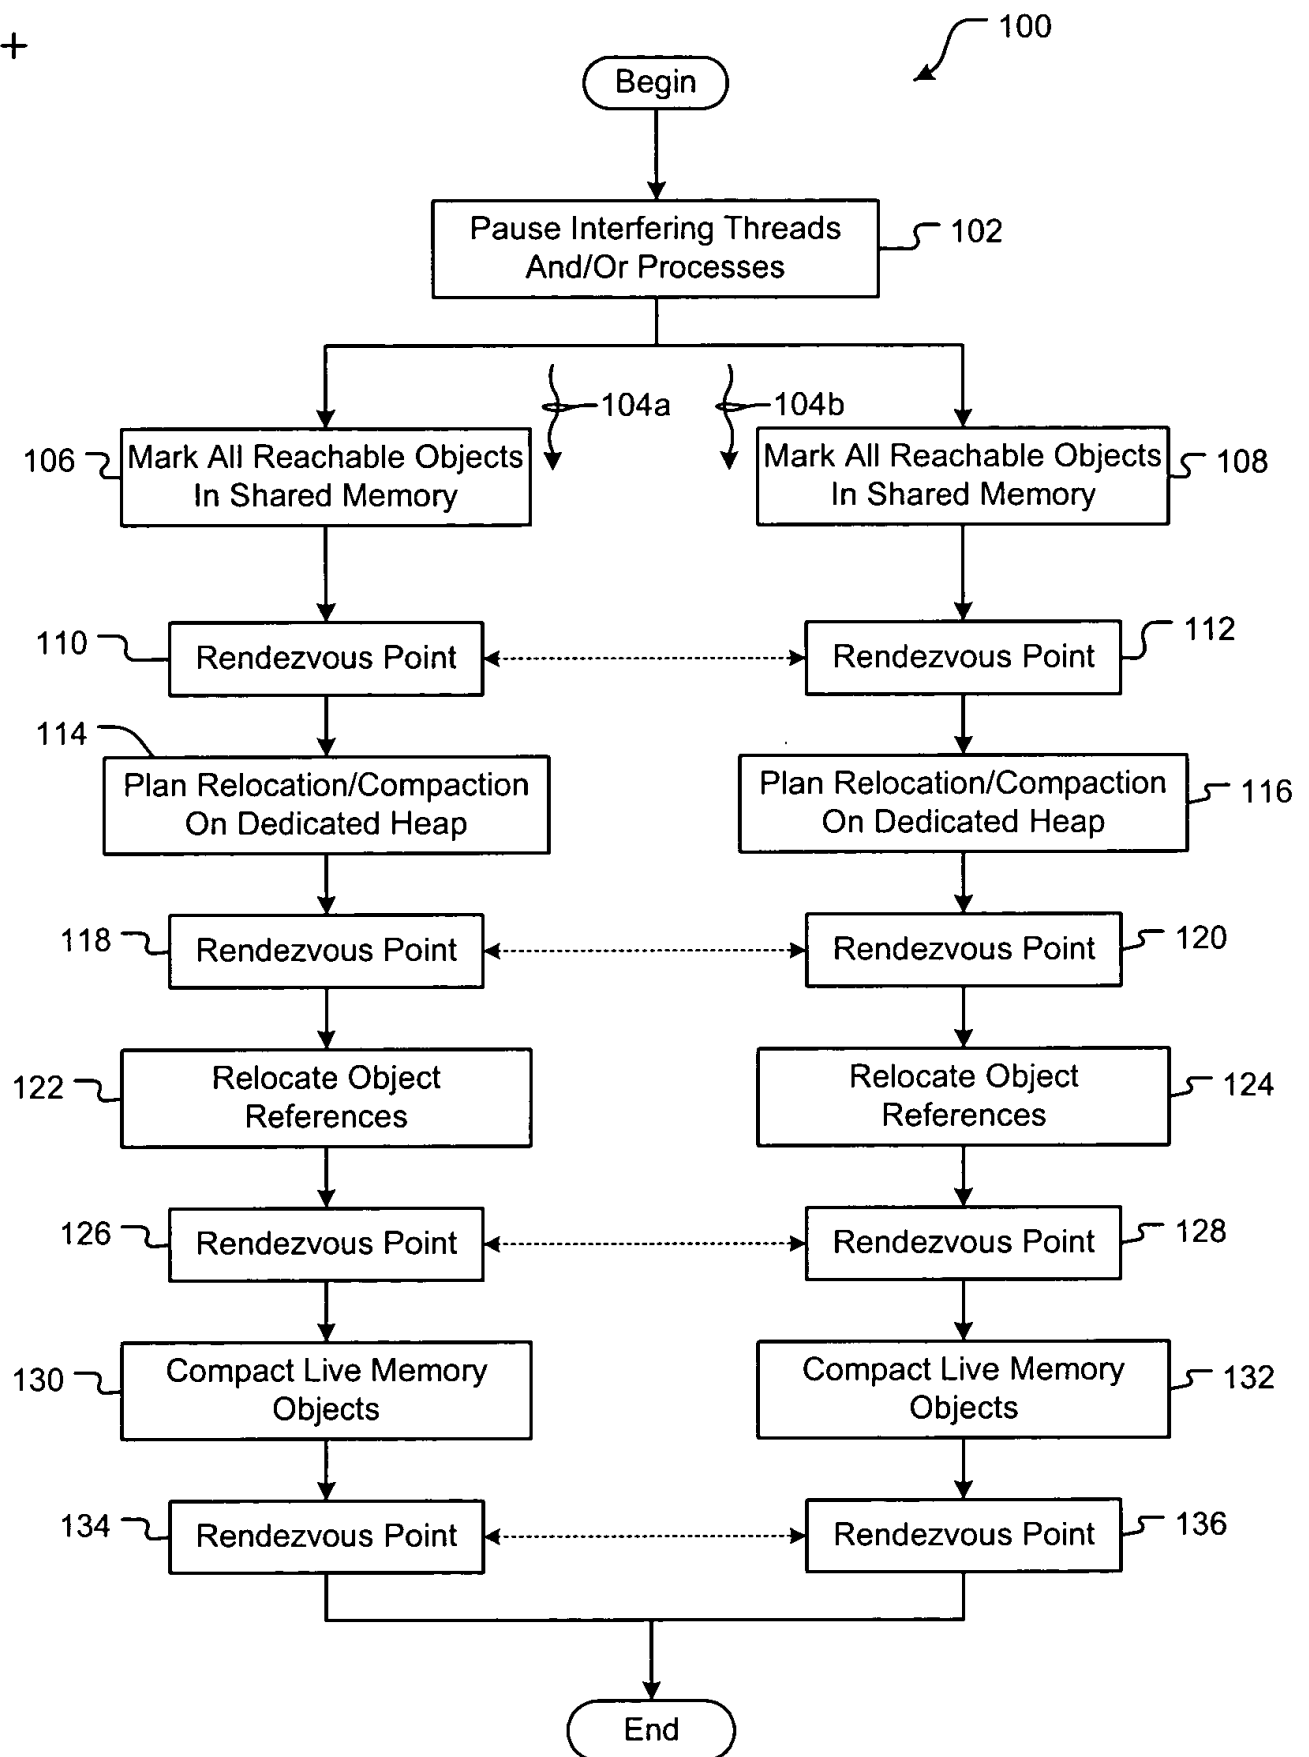 +
100
Begin
Pause Interfering Threads
And/Or Processes
102
104a
104b
106
Mark All Reachable Objects
In Shared Memory
Mark All Reachable Objects
In Shared Memory
108
110
Rendezvous Point
Rendezvous Point
112
114
Plan Relocation/Compaction
On Dedicated Heap
Plan Relocation/Compaction
On Dedicated Heap
116
118
Rendezvous Point
Rendezvous Point
120
122
Relocate Object
References
Relocate Object
References
124
126
Rendezvous Point
Rendezvous Point
128
130
Compact Live Memory
Objects
Compact Live Memory
Objects
132
134
Rendezvous Point
Rendezvous Point
136
End